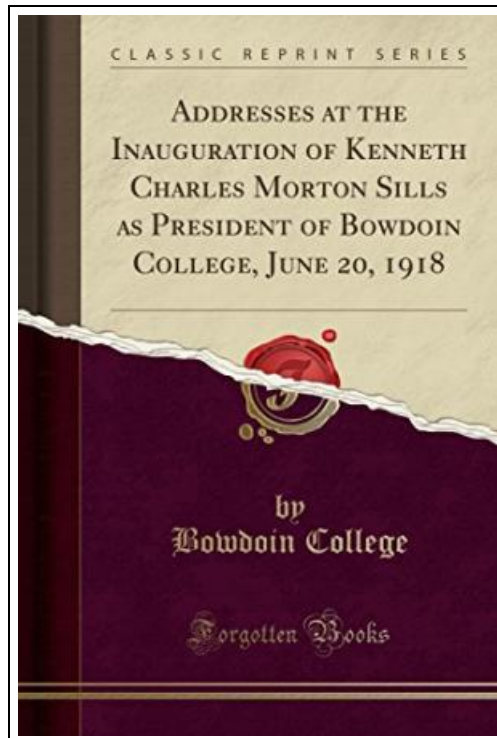 CLASSIC REPRINT SERIES
ADDRESSES AT THE
INAUGURATION OF KENNETH
CHARLES MORTON SILLS
AS PRESIDENT OF BOWDOIN
COLLEGE, JUNE 20, 1918
by
Bowdoin College
Forgotten Books